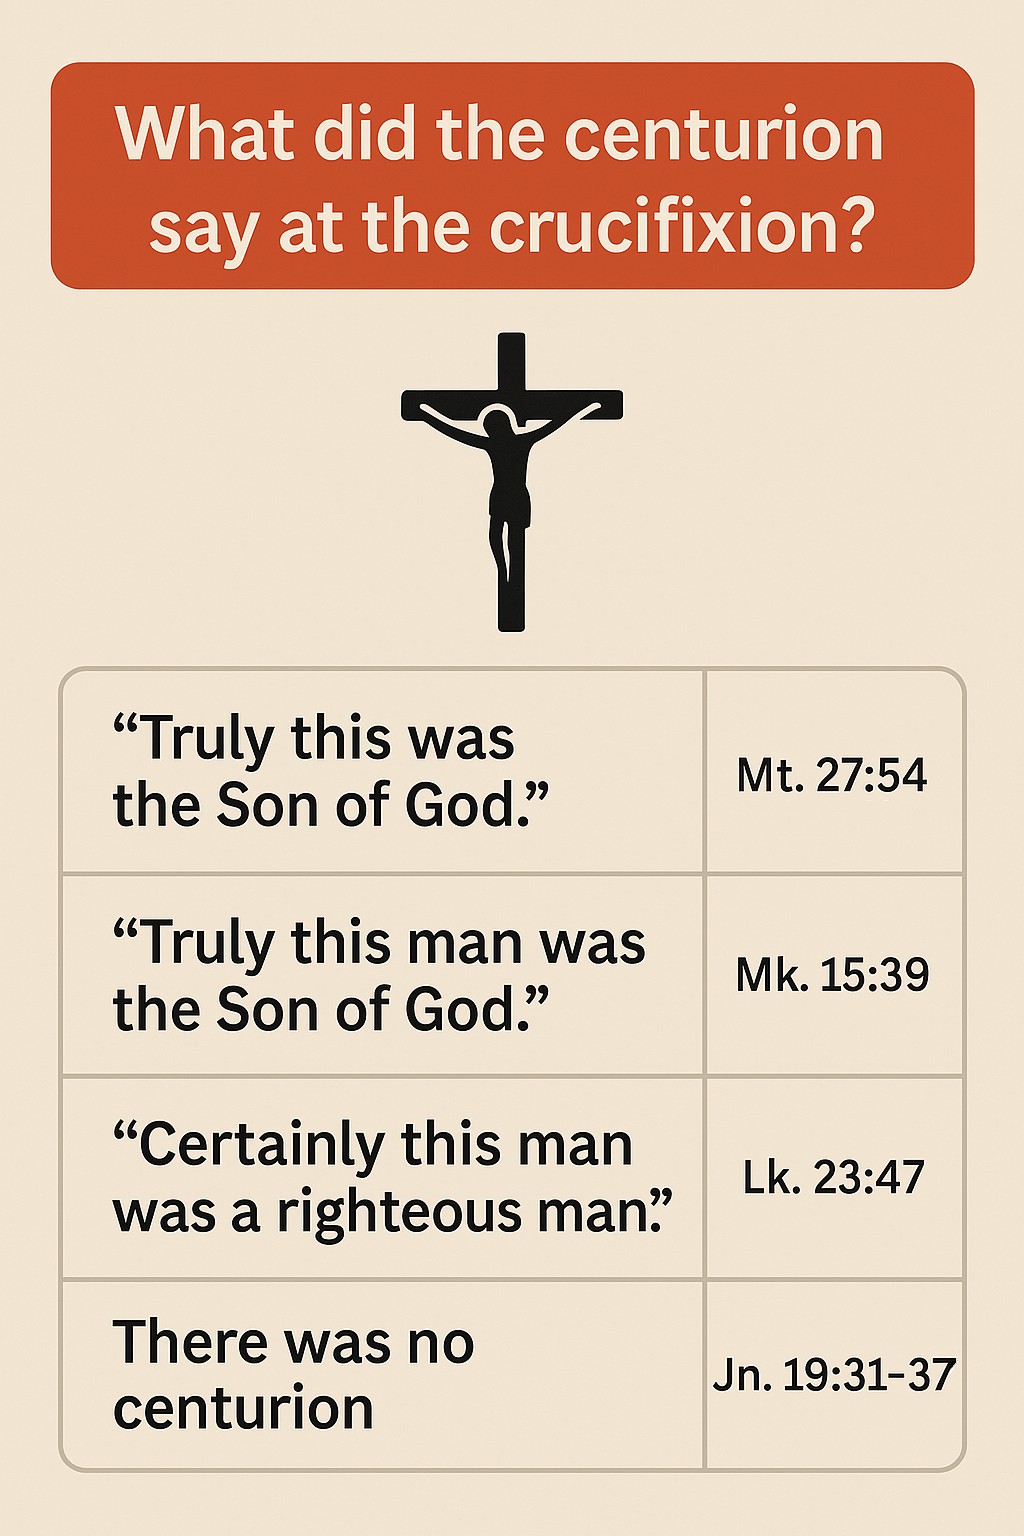 What did the centurion
say at the crucifixion?
“Truly this was
the Son of God.”
Mt. 27:54
“Truly this man was
the Son of God.”
Mk. 15:39
“Certainly this man
was a righteous man.”
Lk. 23:47
There was no
centurion
Jn. 19:31–37